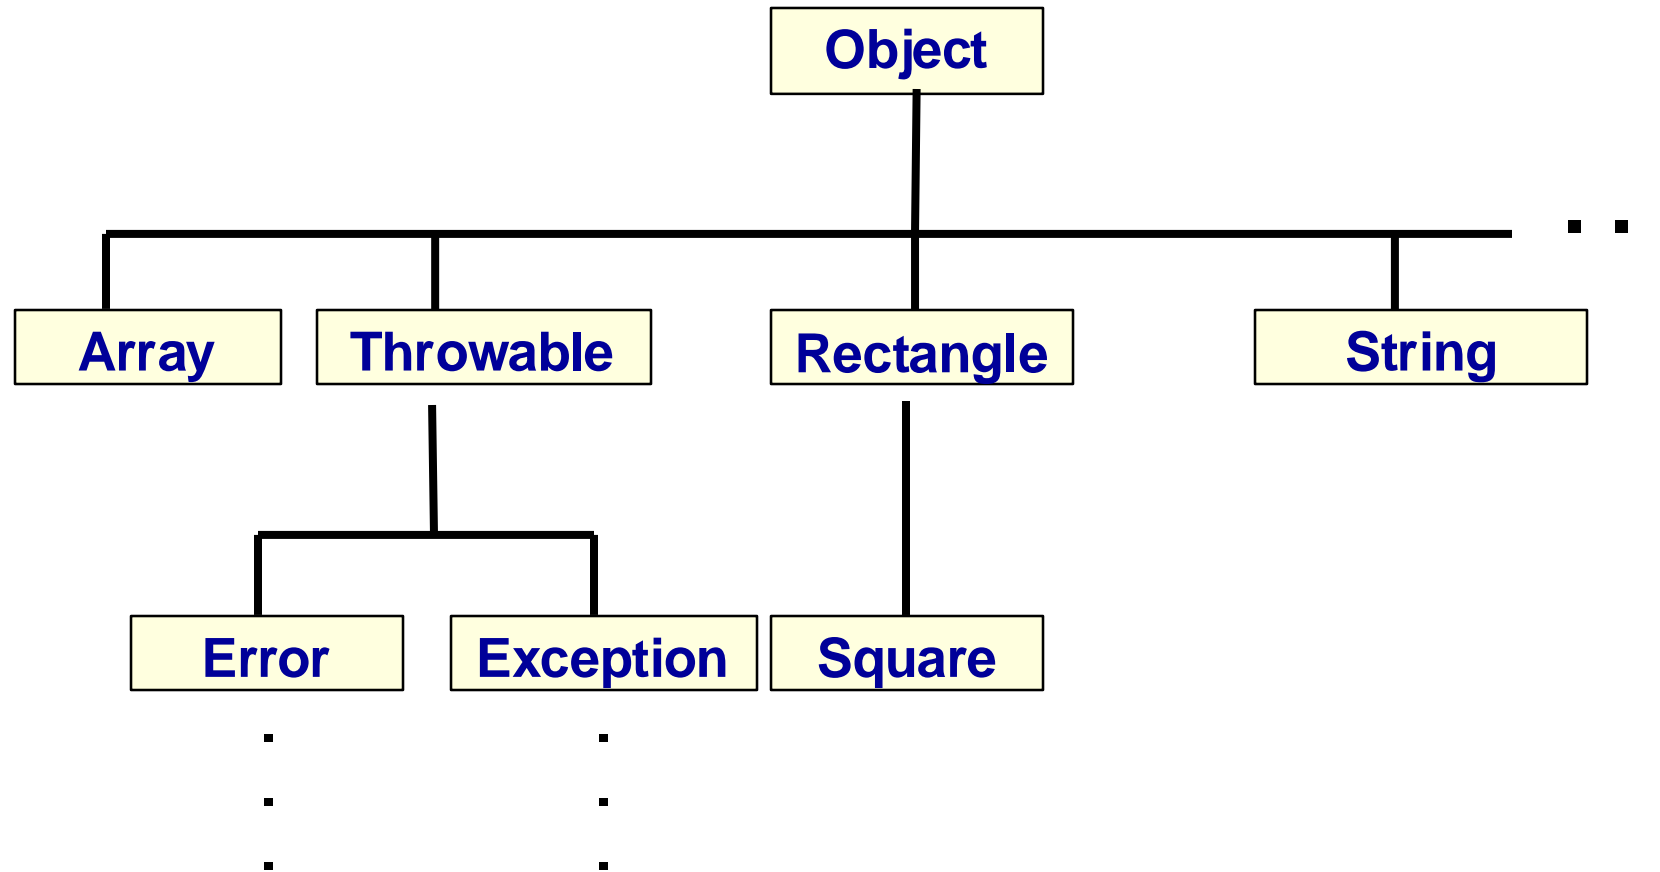 Object
Array
Throwable
Rectangle
String
Error
Exception
Square